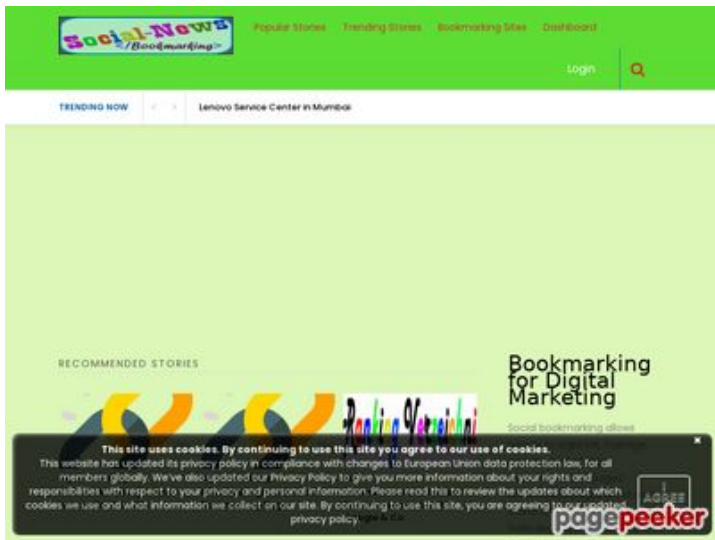 Social-News
</Bookmarking>
Popular Stories Trending Stories Bookmarking Sites Dashboard
Login
TRENDING NOW < > Lenovo Service Center in Mumbai
RECOMMENDED STORIES
Bookmarking
for Digital
Marketing
Social bookmarking allows
This site uses cookies. By continuing to use this site you agree to our use of cookies.
This website has updated its privacy policy in compliance with changes to European Union data protection law, for all
members globally. We've also updated our Privacy Policy to give you more information about your rights and
responsibilities with respect to your privacy and personal information. Please read this to review the updates about which
cookies we use and what information we collect on our site. By continuing to use this site, you are agreeing to our updated
privacy policy.
I
AGREE
pagepeeker